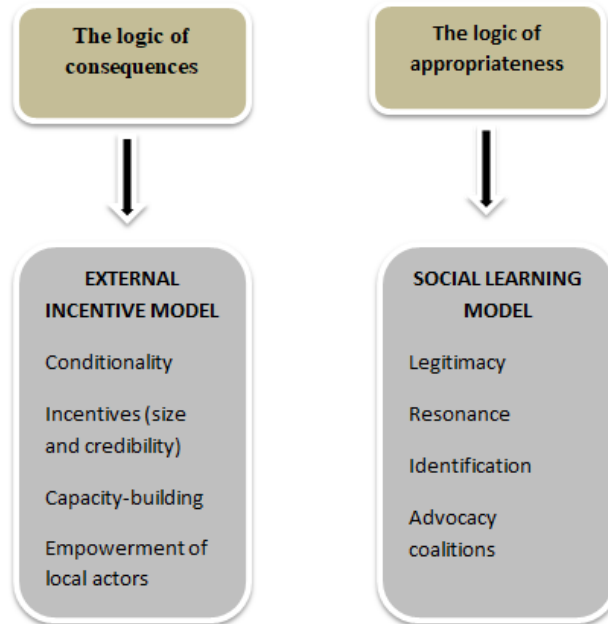 The logic of
consequences
EXTERNAL
INCENTIVE MODEL
Conditionality
Incentives (size
and credibility)
Capacity-building
Empowerment of
local actors
The logic of
appropriateness
SOCIAL LEARNING
MODEL
Legitimacy
Resonance
Identification
Advocacy
coalitions